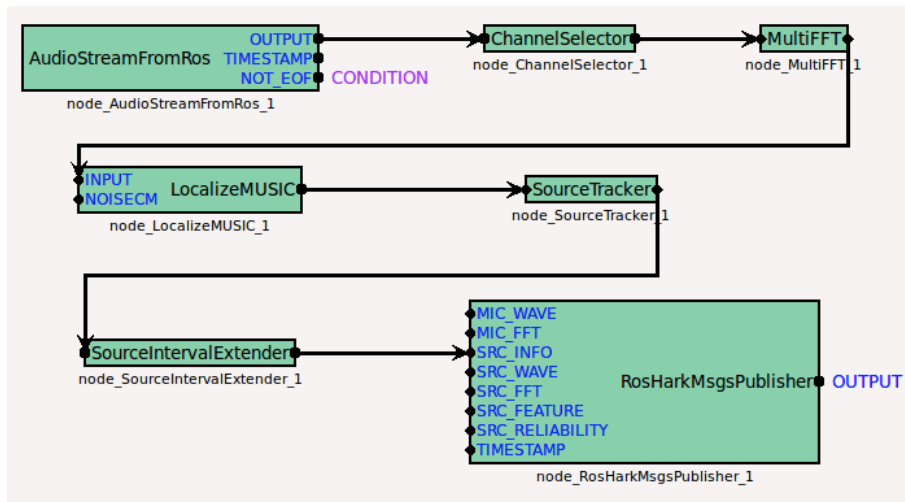 OUTPUT
AudioStreamFromRos TIMESTAMP
NOT_EOF CONDITION
node_AudioStreamFromRos_1
ChannelSelector
node_ChannelSelector_1
MultiFFT
node_MultiFFT_1
INPUT
LocalizeMUSIC
NOISECM
node_LocalizeMUSIC_1
SourceTracker
node_SourceTracker_1
SourceIntervalExtender
node_SourceIntervalExtender_1
MIC_WAVE
MIC_FFT
SRC_INFO
SRC_WAVE
RosHarkMsgsPublisher OUTPUT
SRC_FFT
SRC_FEATURE
SRC_RELIABILITY
TIMESTAMP
node_RosHarkMsgsPublisher_1